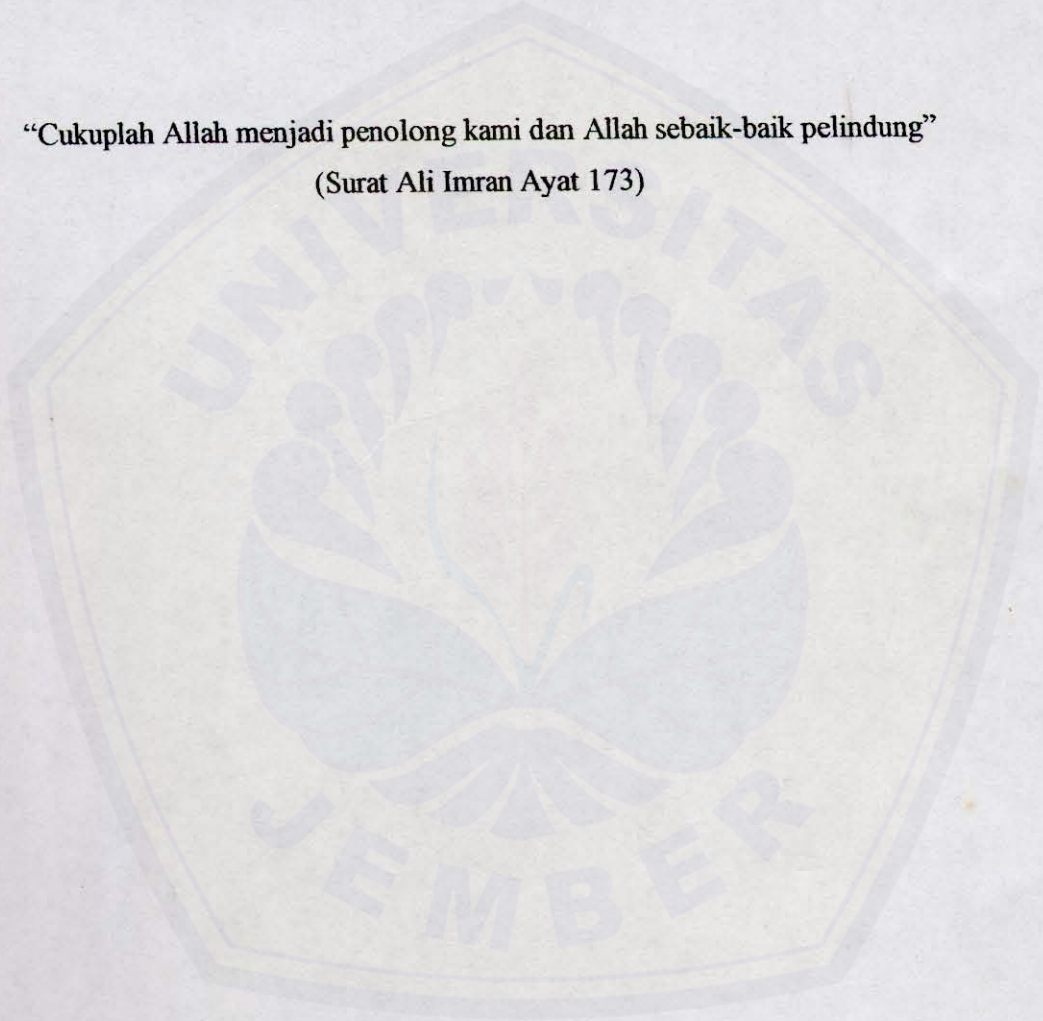 “Cukuplah Allah menjadi penolong kami dan Allah sebaik-baik pelindung”
(Surat Ali Imran Ayat 173)
UNIVERSITAS
JEMBER